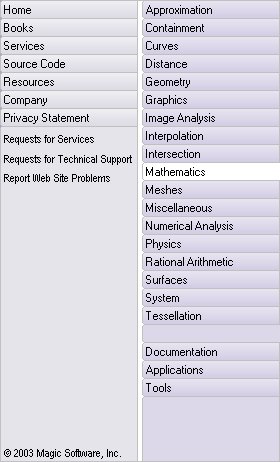 Home
Books
Services
Source Code
Resources
Company
Privacy Statement
Requests for Services
Requests for Technical Support
Report Web Site Problems
© 2003 Magic Software, Inc.
Approximation
Containment
Curves
Distance
Geometry
Graphics
Image Analysis
Interpolation
Intersection
Mathematics
Meshes
Miscellaneous
Numerical Analysis
Physics
Rational Arithmetic
Surfaces
System
Tessellation
Documentation
Applications
Tools